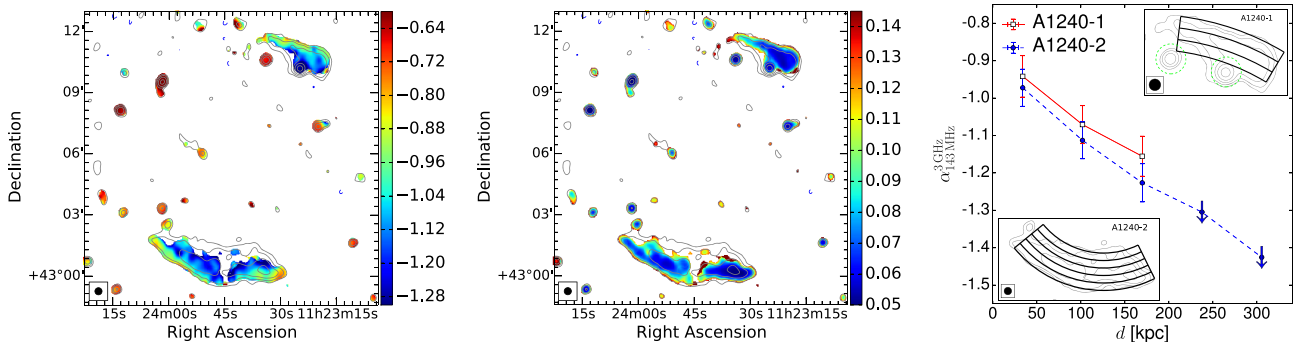 12′
09′
06′
03′
+43°00′
Declination
15s
24m00s
45s
30s
11h23m15s
Right Ascension
−0.64
−0.72
−0.80
−0.88
−0.96
−1.04
−1.12
−1.20
−1.28
12′
09′
06′
03′
+43°00′
Declination
15s
24m00s
45s
30s
11h23m15s
Right Ascension
0.14
0.13
0.12
0.11
0.10
0.09
0.08
0.07
0.06
0.05
A1240-1
A1240-2
A1240-1
A1240-2
-0.8
-0.9
-1.0
-1.1
-1.2
-1.3
-1.4
-1.5
α 3 GHz 143 MHz
0
50
100
150
200
250
300
d [kpc]